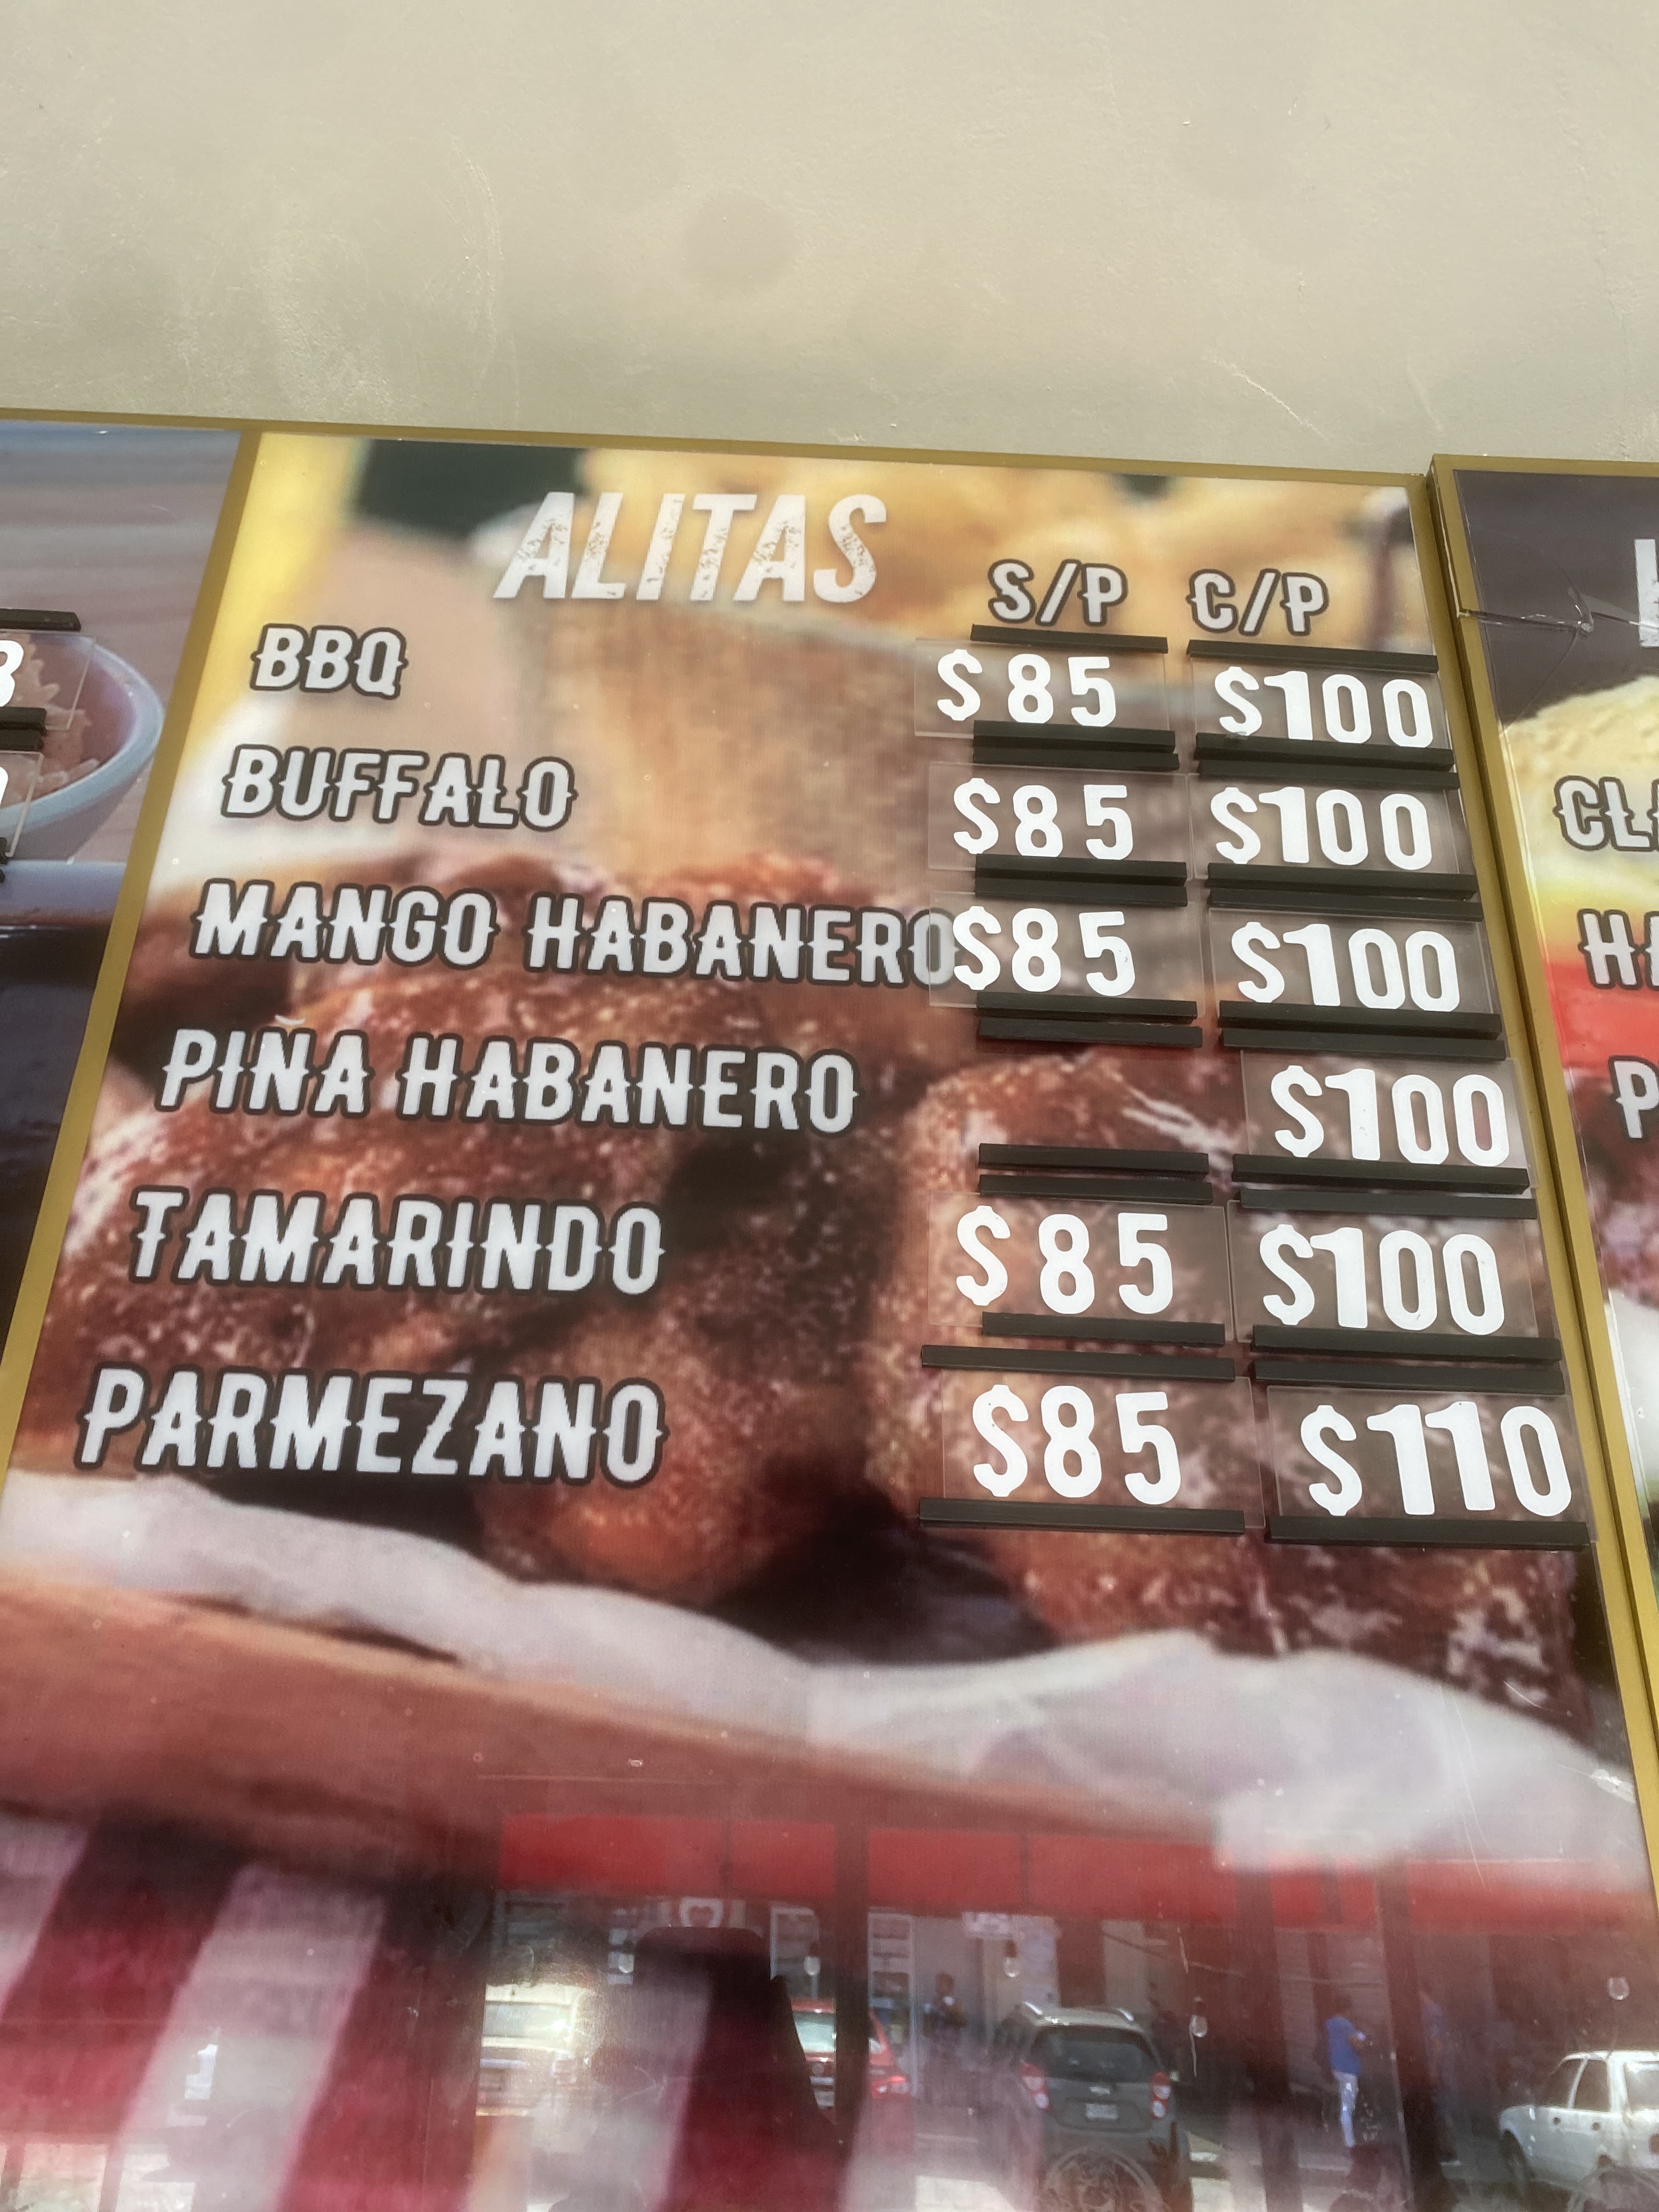 ALITAS S/P C/P
BBQ $85 $100
BUFFALO $85 $100
MANGO HABANERO $85 $100
PIÑA HABANERO $100
TAMARINDO $85 $100
PARMEZANO $85 $110